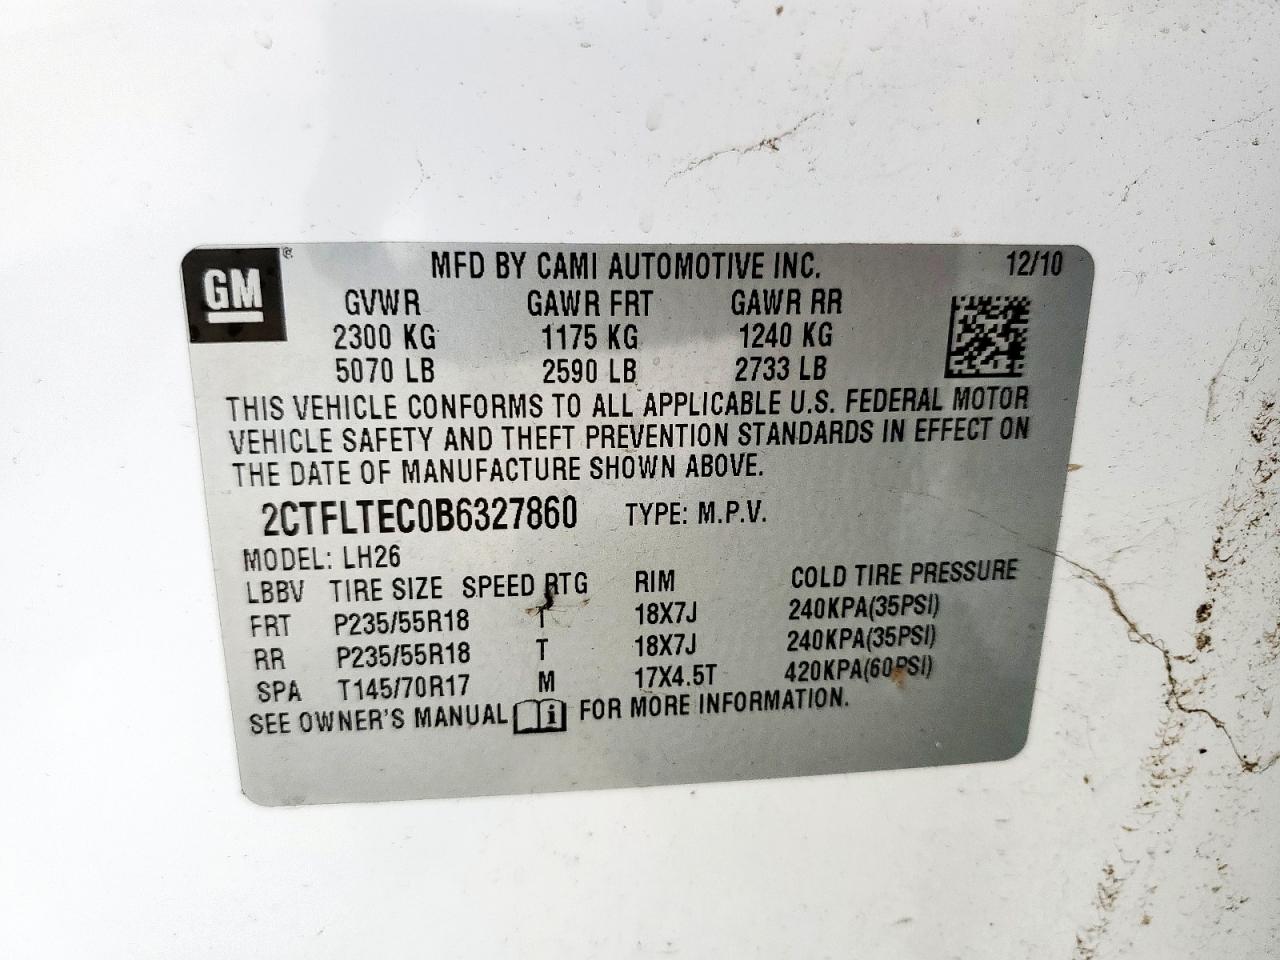 GM ®
MFD BY CAMI AUTOMOTIVE INC. 12/10
GVWR GAWR FRT GAWR RR
2300 KG 1175 KG 1240 KG
5070 LB 2590 LB 2733 LB
THIS VEHICLE CONFORMS TO ALL APPLICABLE U.S. FEDERAL MOTOR
VEHICLE SAFETY AND THEFT PREVENTION STANDARDS IN EFFECT ON
THE DATE OF MANUFACTURE SHOWN ABOVE.
2CTFLTEC0B6327860 TYPE: M.P.V.
MODEL: LH26
LBBV TIRE SIZE SPEED RTG RIM COLD TIRE PRESSURE
FRT P235/55R18 T 18X7J 240KPA(35PSI)
RR P235/55R18 T 18X7J 240KPA(35PSI)
SPA T145/70R17 M 17X4.5T 420KPA(60PSI)
SEE OWNER'S MANUAL i FOR MORE INFORMATION.